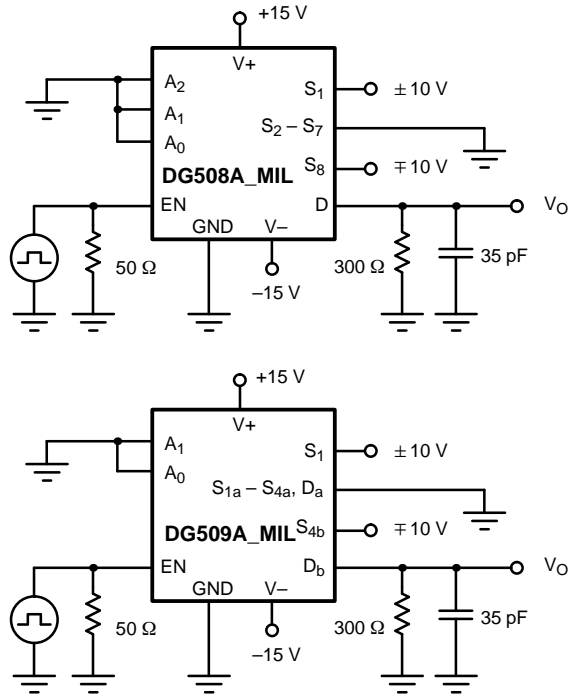 +15 V
V+
A2
S1
± 10 V
A1
S2 – S7
A0
S8
∓ 10 V
DG508A_MIL
EN
D
VO
GND
V–
50 Ω
–15 V
300 Ω
35 pF
+15 V
V+
A1
S1
± 10 V
A0
S1a – S4a, Da
DG509A_MIL
S4b
∓ 10 V
EN
Db
VO
GND
V–
50 Ω
–15 V
300 Ω
35 pF